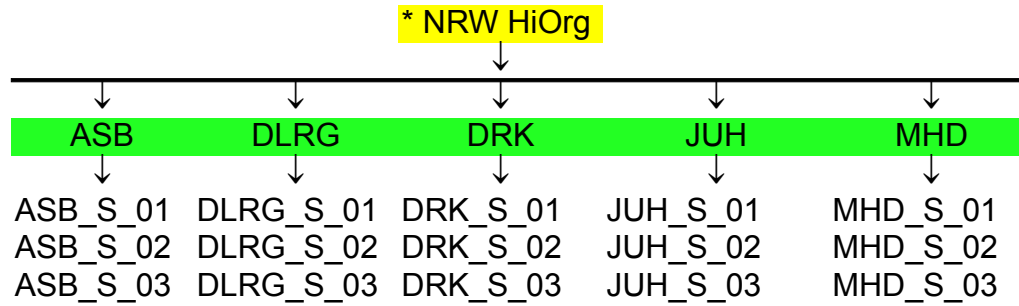 * NRW HiOrg
ASB DLRG DRK JUH MHD
ASB_S_01 DLRG_S_01 DRK_S_01 JUH_S_01 MHD_S_01
ASB_S_02 DLRG_S_02 DRK_S_02 JUH_S_02 MHD_S_02
ASB_S_03 DLRG_S_03 DRK_S_03 JUH_S_03 MHD_S_03